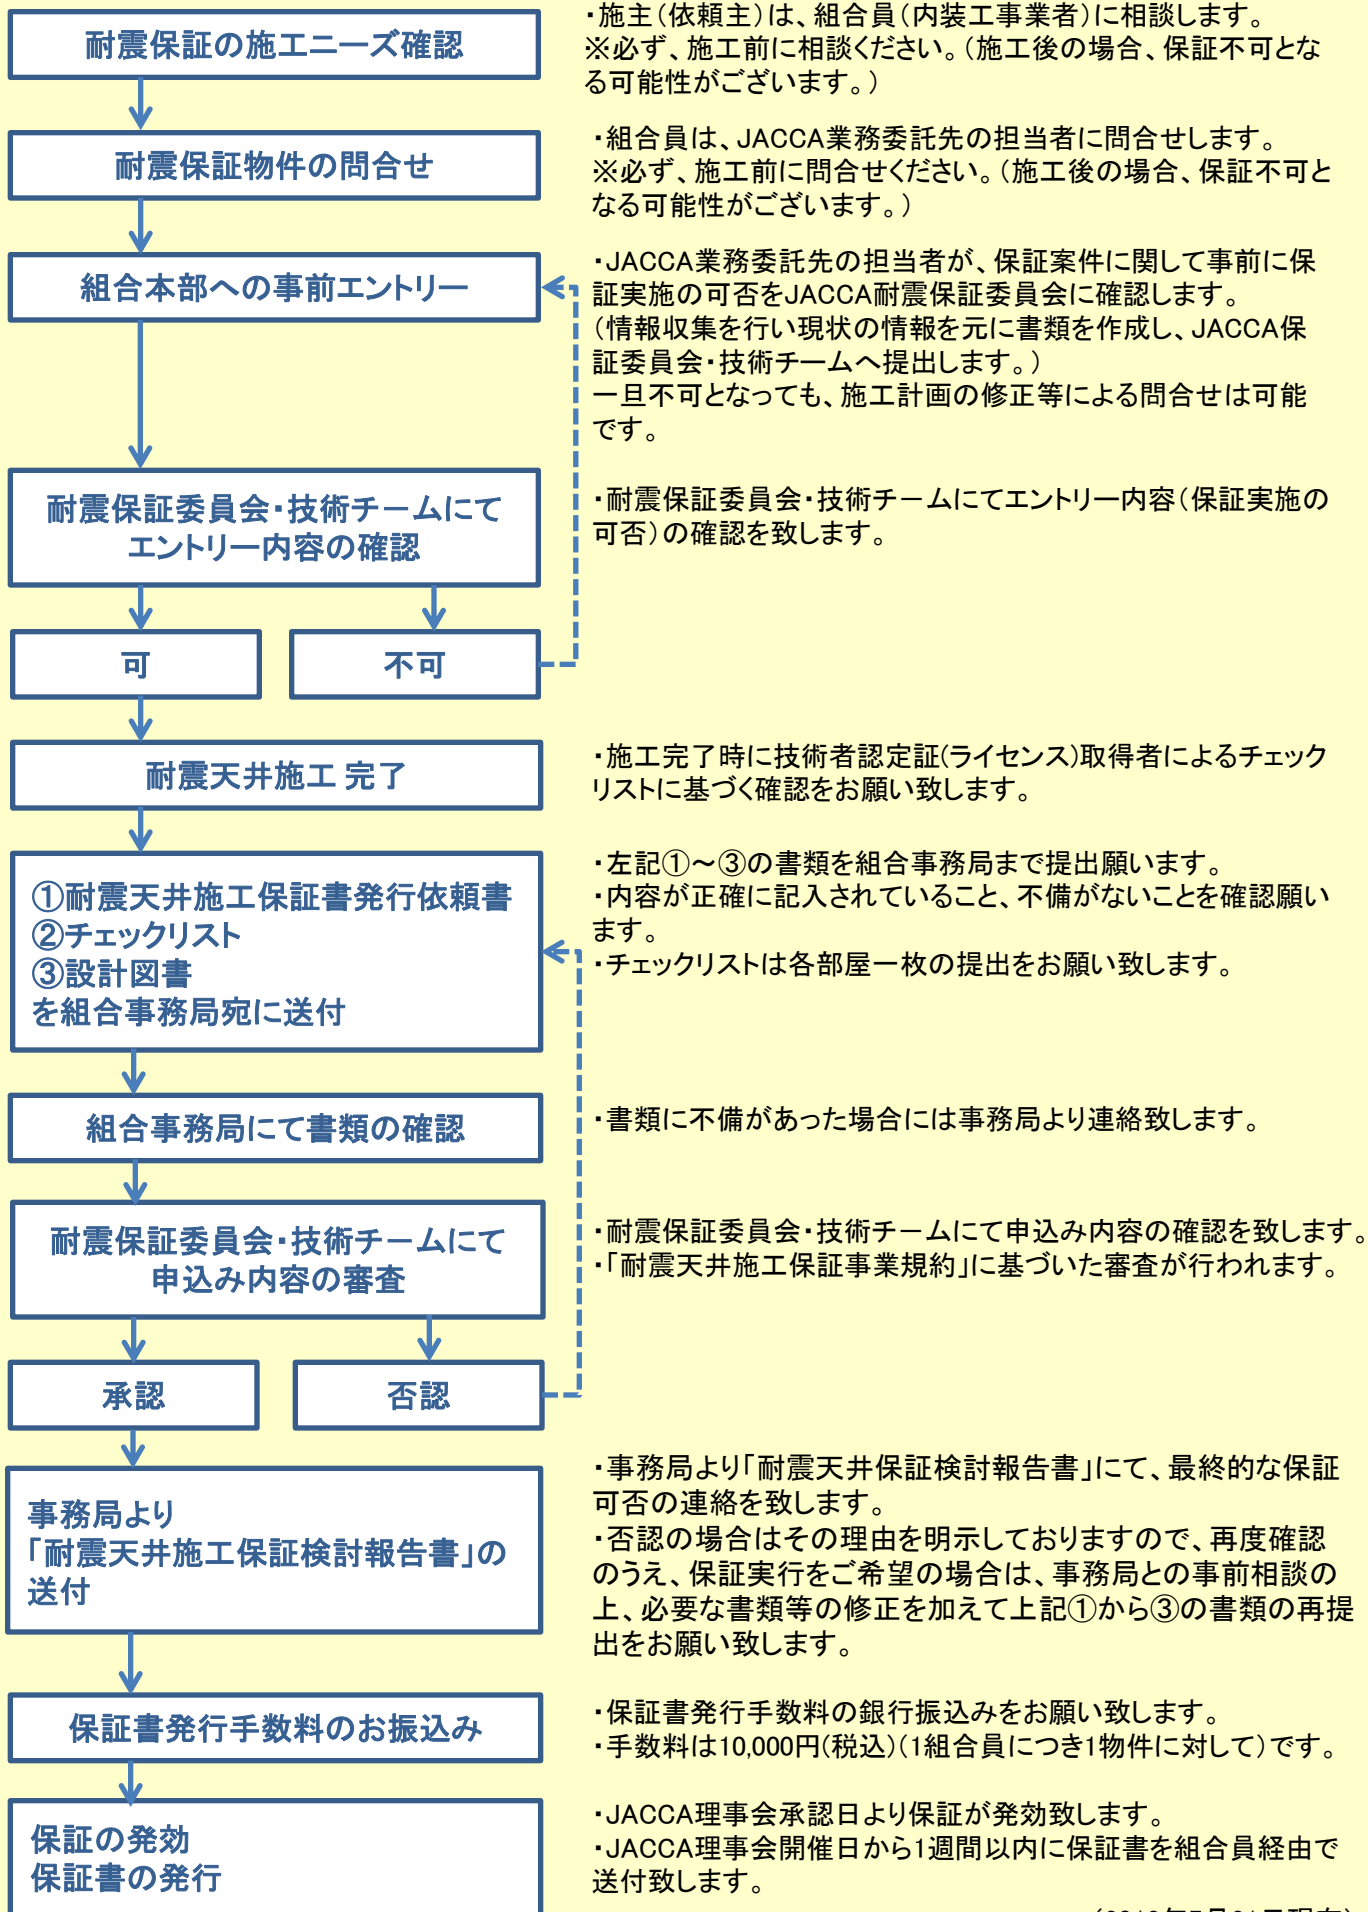 耐震保証の施工ニーズ確認
・施主（依頼主）は、組合員（内装工事業者）に相談します。
※必ず、施工前に相談ください。（施工後の場合、保証不可とな
る可能性がございます。）
耐震保証物件の問合せ
・組合員は、JACCA業務委託先の担当者に問合せします。
※必ず、施工前に問合せください。（施工後の場合、保証不可と
なる可能性がございます。）
組合本部への事前エントリー
・JACCA業務委託先の担当者が、保証案件に関して事前に保
証実施の可否をJACCA耐震保証委員会に確認します。
（情報収集を行い現状の情報を元に書類を作成し、JACCA保
証委員会・技術チームへ提出します。）
一旦不可となっても、施工計画の修正等による問合せは可能
です。
耐震保証委員会・技術チームにて
エントリー内容の確認
・耐震保証委員会・技術チームにてエントリー内容（保証実施の
可否）の確認を致します。
可
不可
耐震天井施工 完了
・施工完了時に技術者認定証(ライセンス)取得者によるチェック
リストに基づく確認をお願い致します。
①耐震天井施工保証書発行依頼書
②チェックリスト
③設計図書
を組合事務局宛に送付
・左記①～③の書類を組合事務局まで提出願います。
・内容が正確に記入されていること、不備がないことを確認願い
ます。
・チェックリストは各部屋一枚の提出をお願い致します。
組合事務局にて書類の確認
・書類に不備があった場合には事務局より連絡致します。
耐震保証委員会・技術チームにて
申込み内容の審査
・耐震保証委員会・技術チームにて申込み内容の確認を致します。
・「耐震天井施工保証事業規約」に基づいた審査が行われます。
承認
否認
事務局より
「耐震天井施工保証検討報告書」の
送付
・事務局より「耐震天井保証検討報告書」にて、最終的な保証
可否の連絡を致します。
・否認の場合はその理由を明示しておりますので、再度確認
のうえ、保証実行をご希望の場合は、事務局との事前相談の
上、必要な書類等の修正を加えて上記①から③の書類の再提
出をお願い致します。
保証書発行手数料のお振込み
・保証書発行手数料の銀行振込みをお願い致します。
・手数料は10,000円(税込)（1組合員につき1物件に対して）です。
保証の発効
保証書の発行
・JACCA理事会承認日より保証が発効致します。
・JACCA理事会開催日から1週間以内に保証書を組合員経由で
送付致します。